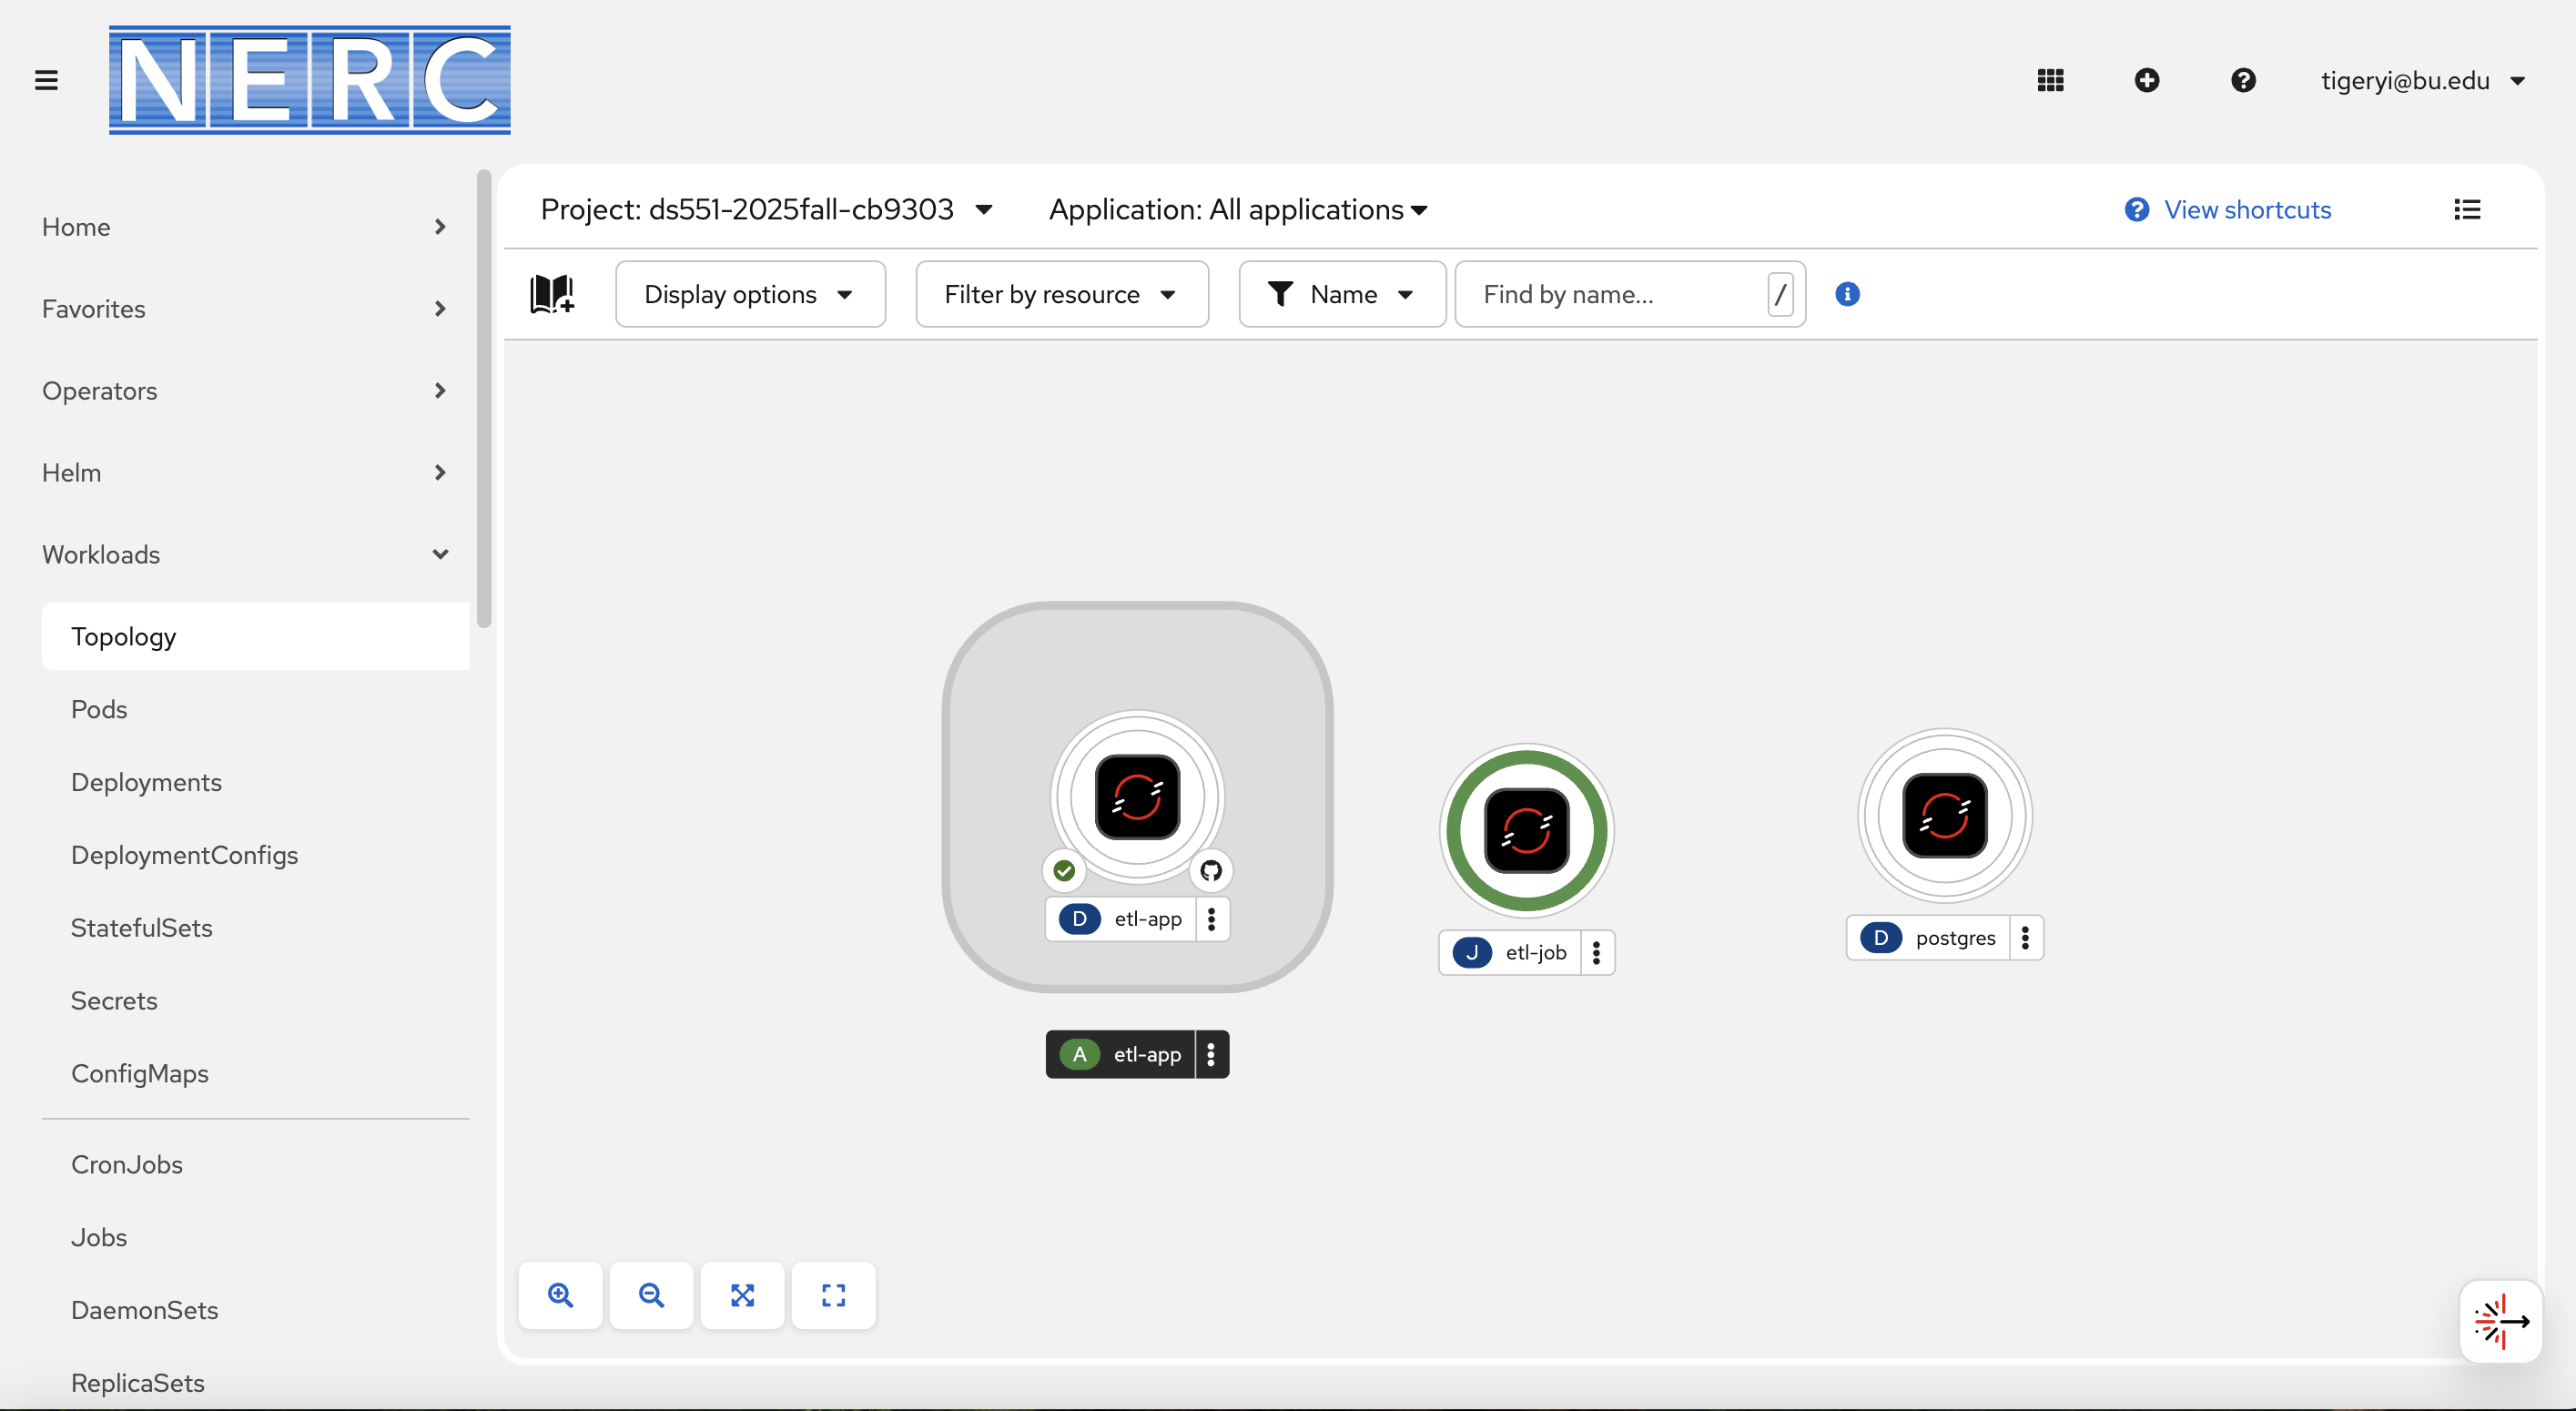 NERC
tigeryi@bu.edu
Home
Favorites
Operators
Helm
Workloads
Topology
Pods
Deployments
DeploymentConfigs
StatefulSets
Secrets
ConfigMaps
CronJobs
Jobs
DaemonSets
ReplicaSets
Project: ds551-2025fall-cb9303
Application: All applications
View shortcuts
Display options
Filter by resource
Name
Find by name...
/
D etl-app
A etl-app
J etl-job
D postgres